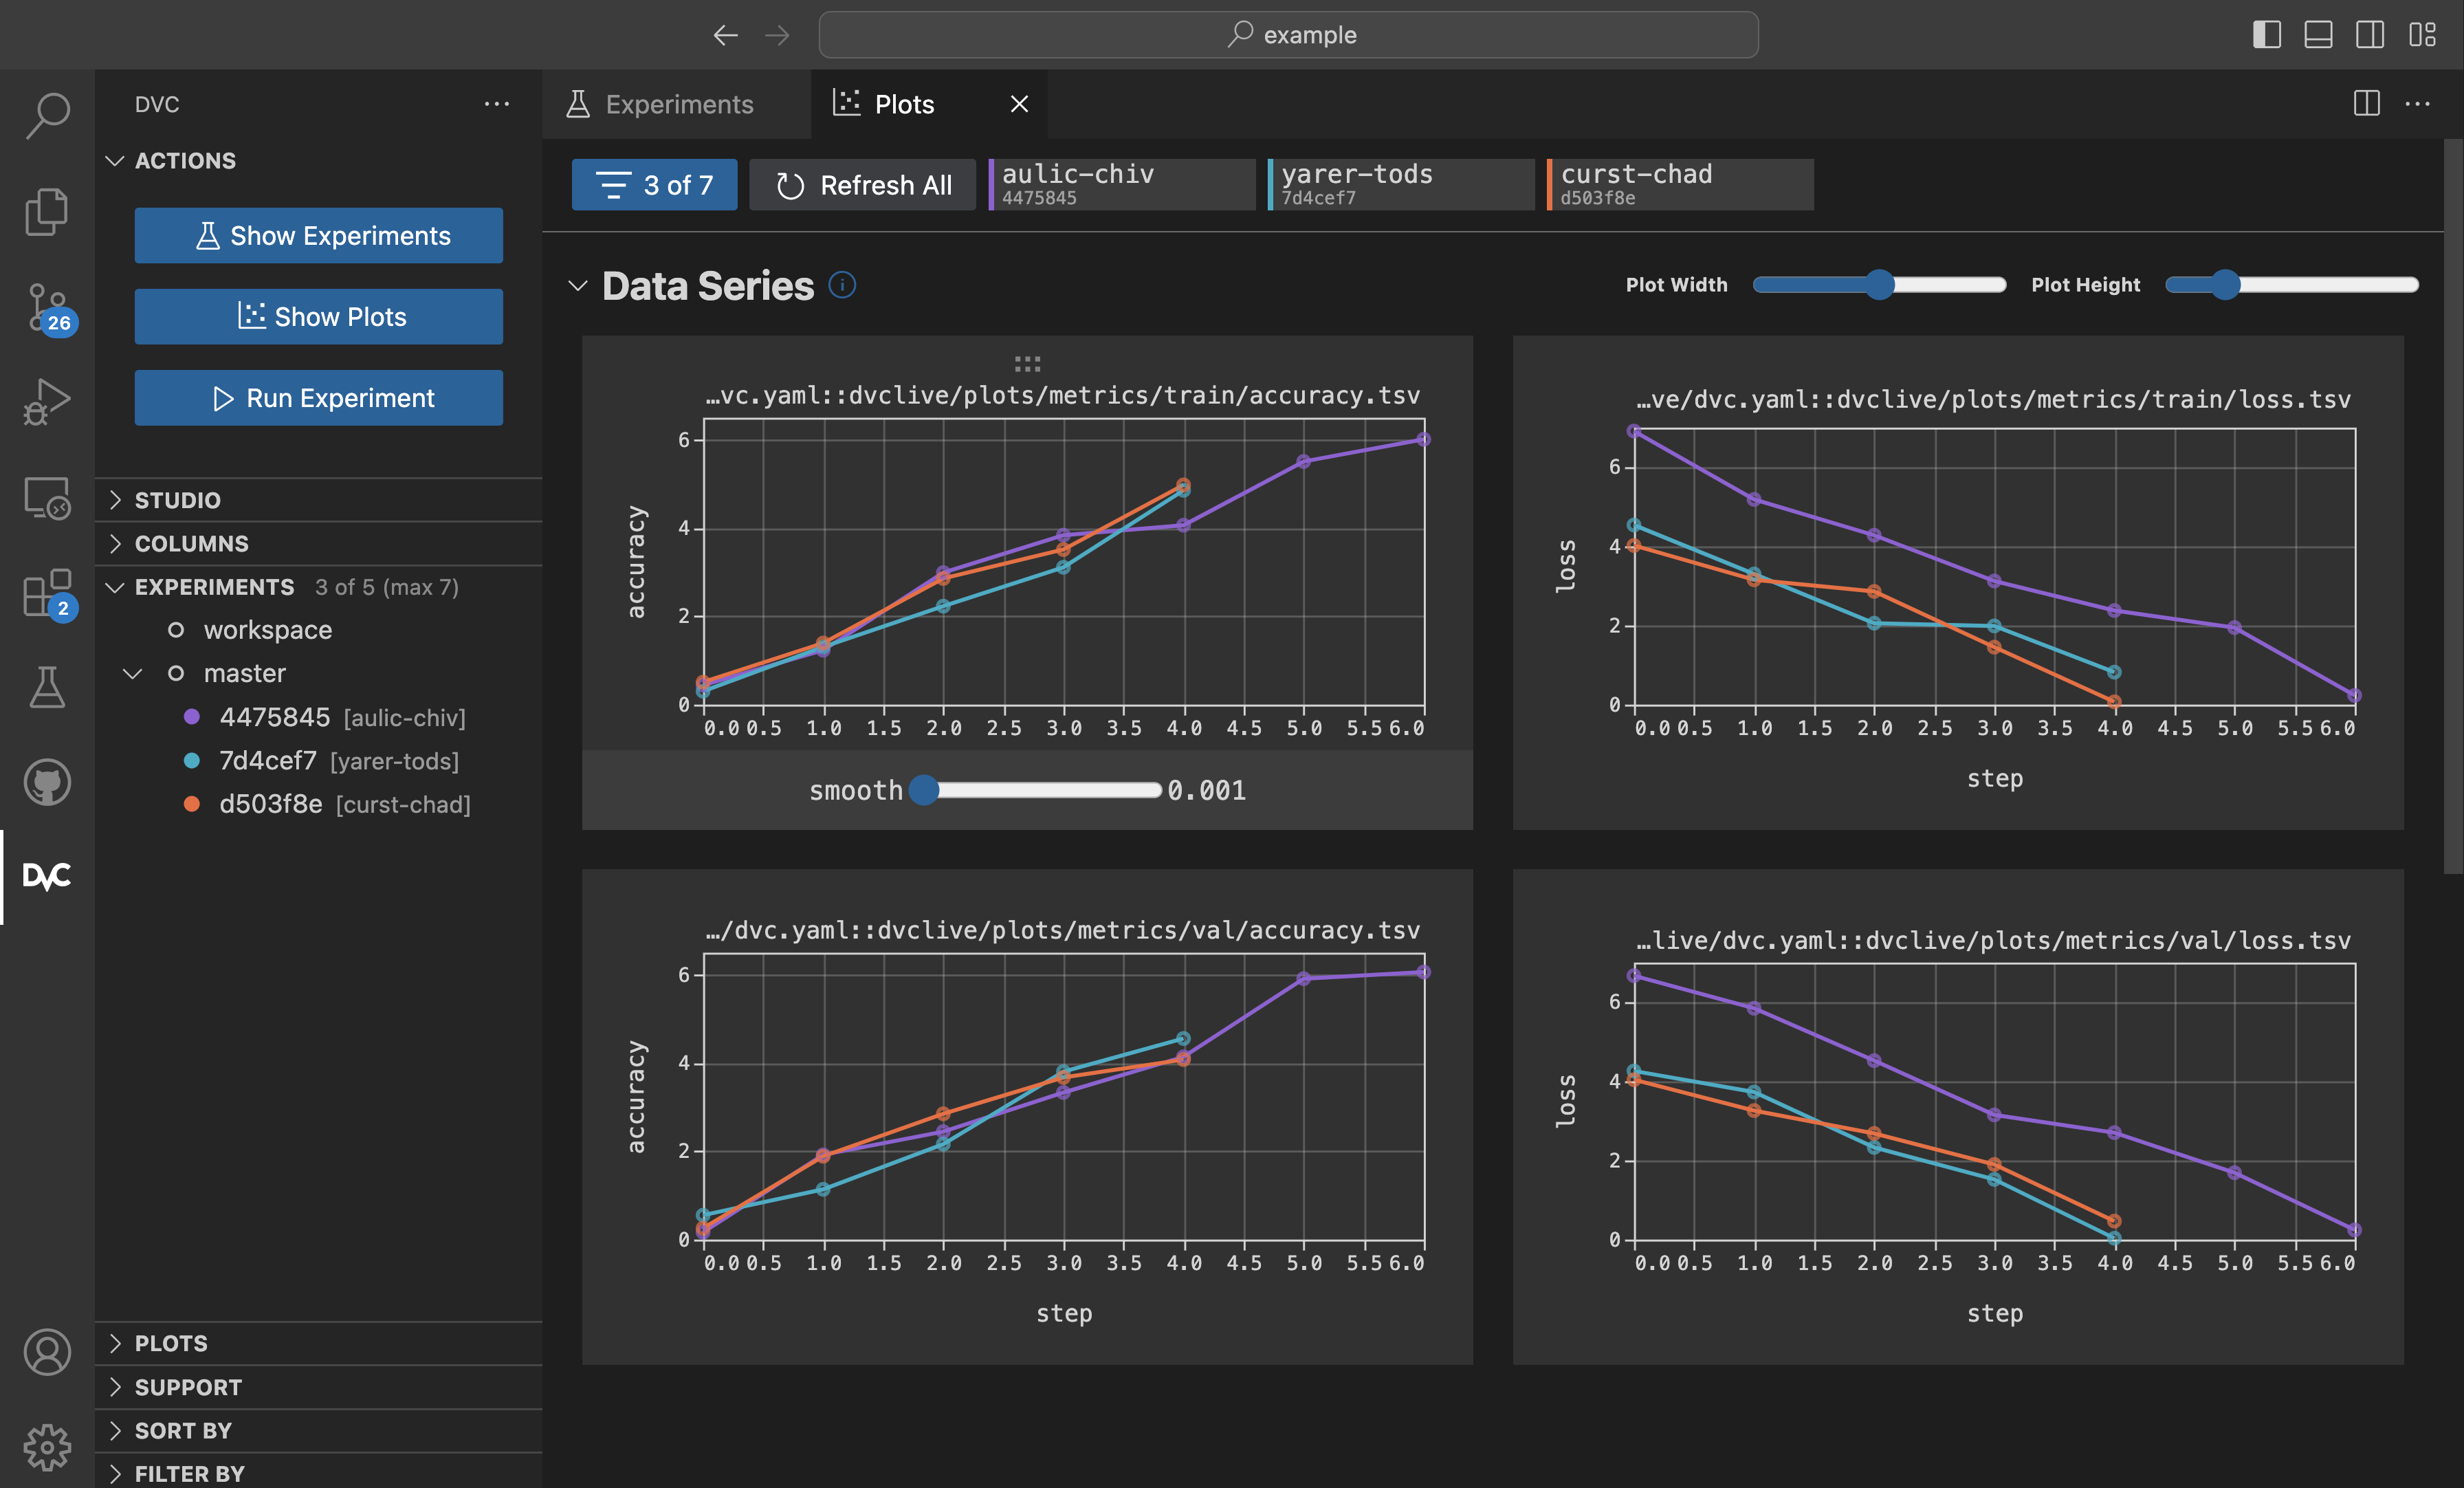 example
DVC
ACTIONS
Show Experiments
Show Plots
Run Experiment
STUDIO
COLUMNS
EXPERIMENTS 3 of 5 (max 7)
workspace
master
4475845 [aulic-chiv]
7d4cef7 [yarer-tods]
d503f8e [curst-chad]
PLOTS
SUPPORT
SORT BY
FILTER BY
26
2
DVC
Experiments
Plots
3 of 7
Refresh All
aulic-chiv
4475845
yarer-tods
7d4cef7
curst-chad
d503f8e
Data Series
Plot Width
Plot Height
…vc.yaml::dvclive/plots/metrics/train/accuracy.tsv
accuracy
6
4
2
0
0.0 0.5 1.0 1.5 2.0 2.5 3.0 3.5 4.0 4.5 5.0 5.5 6.0
smooth 0.001
…ve/dvc.yaml::dvclive/plots/metrics/train/loss.tsv
loss
6
4
2
0
0.0 0.5 1.0 1.5 2.0 2.5 3.0 3.5 4.0 4.5 5.0 5.5 6.0
step
…/dvc.yaml::dvclive/plots/metrics/val/accuracy.tsv
accuracy
6
4
2
0
0.0 0.5 1.0 1.5 2.0 2.5 3.0 3.5 4.0 4.5 5.0 5.5 6.0
step
…live/dvc.yaml::dvclive/plots/metrics/val/loss.tsv
loss
6
4
2
0
0.0 0.5 1.0 1.5 2.0 2.5 3.0 3.5 4.0 4.5 5.0 5.5 6.0
step